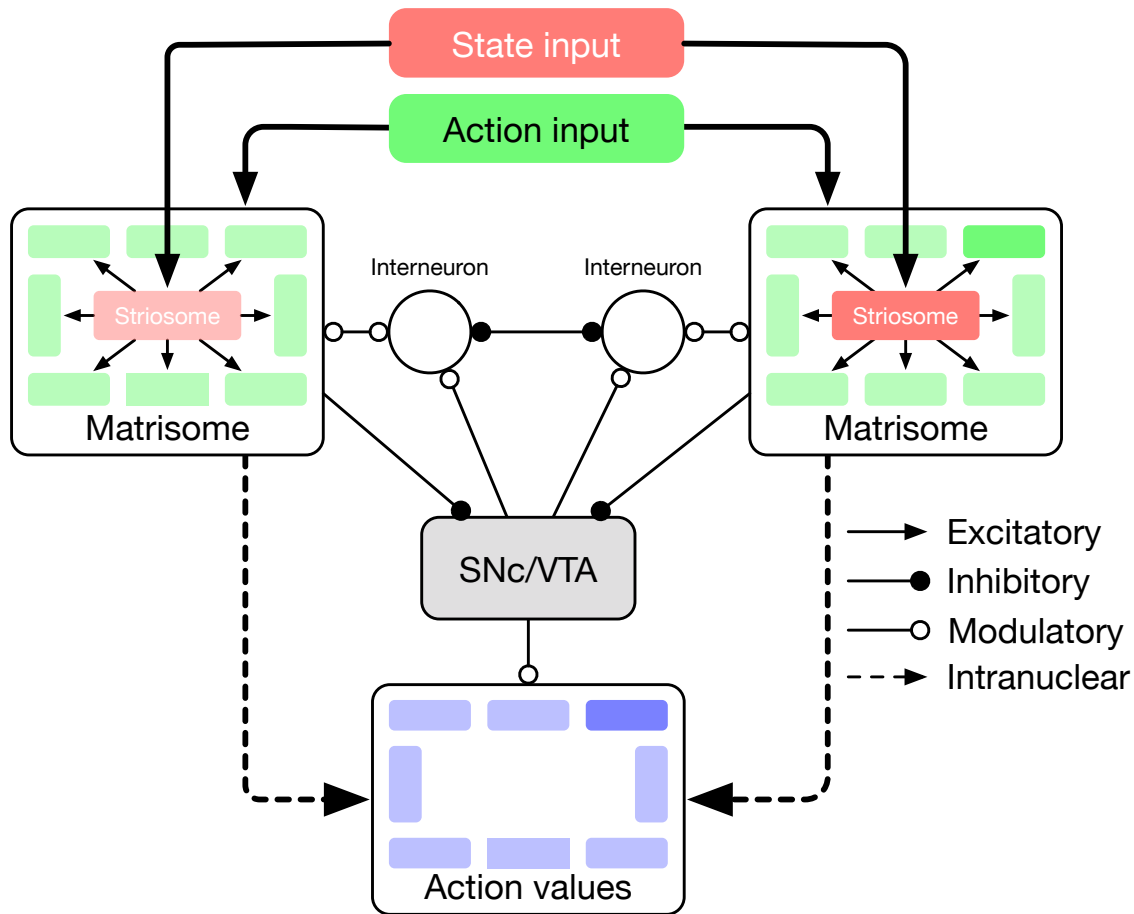 State input
Action input
Interneuron
Interneuron
Striosome
Striosome
Matrisome
Matrisome
SNc/VTA
Excitatory
Inhibitory
Modulatory
Intranuclear
Action values